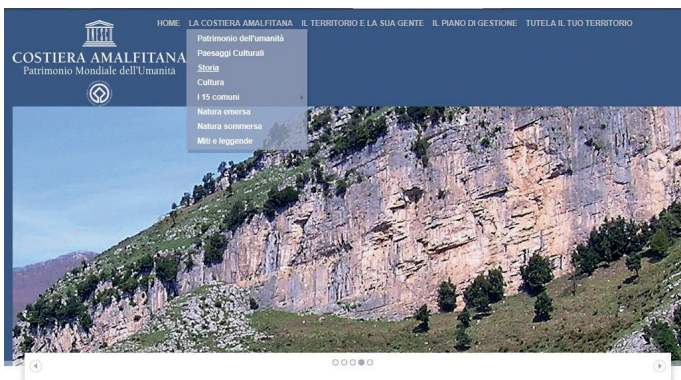 HOME LA COSTIERA AMALFITANA IL TERRITORIO E LA SUA GENTE IL PIANO DI GESTIONE TUTELA IL TUO TERRITORIO
COSTIERA AMALFITANA
Patrimonio Mondiale dell'Umanità
Patrimonio dell'umanità
Paesaggi Culturali
Storia
Cultura
I 15 comuni
Natura emersa
Natura sommersa
Miti e leggende